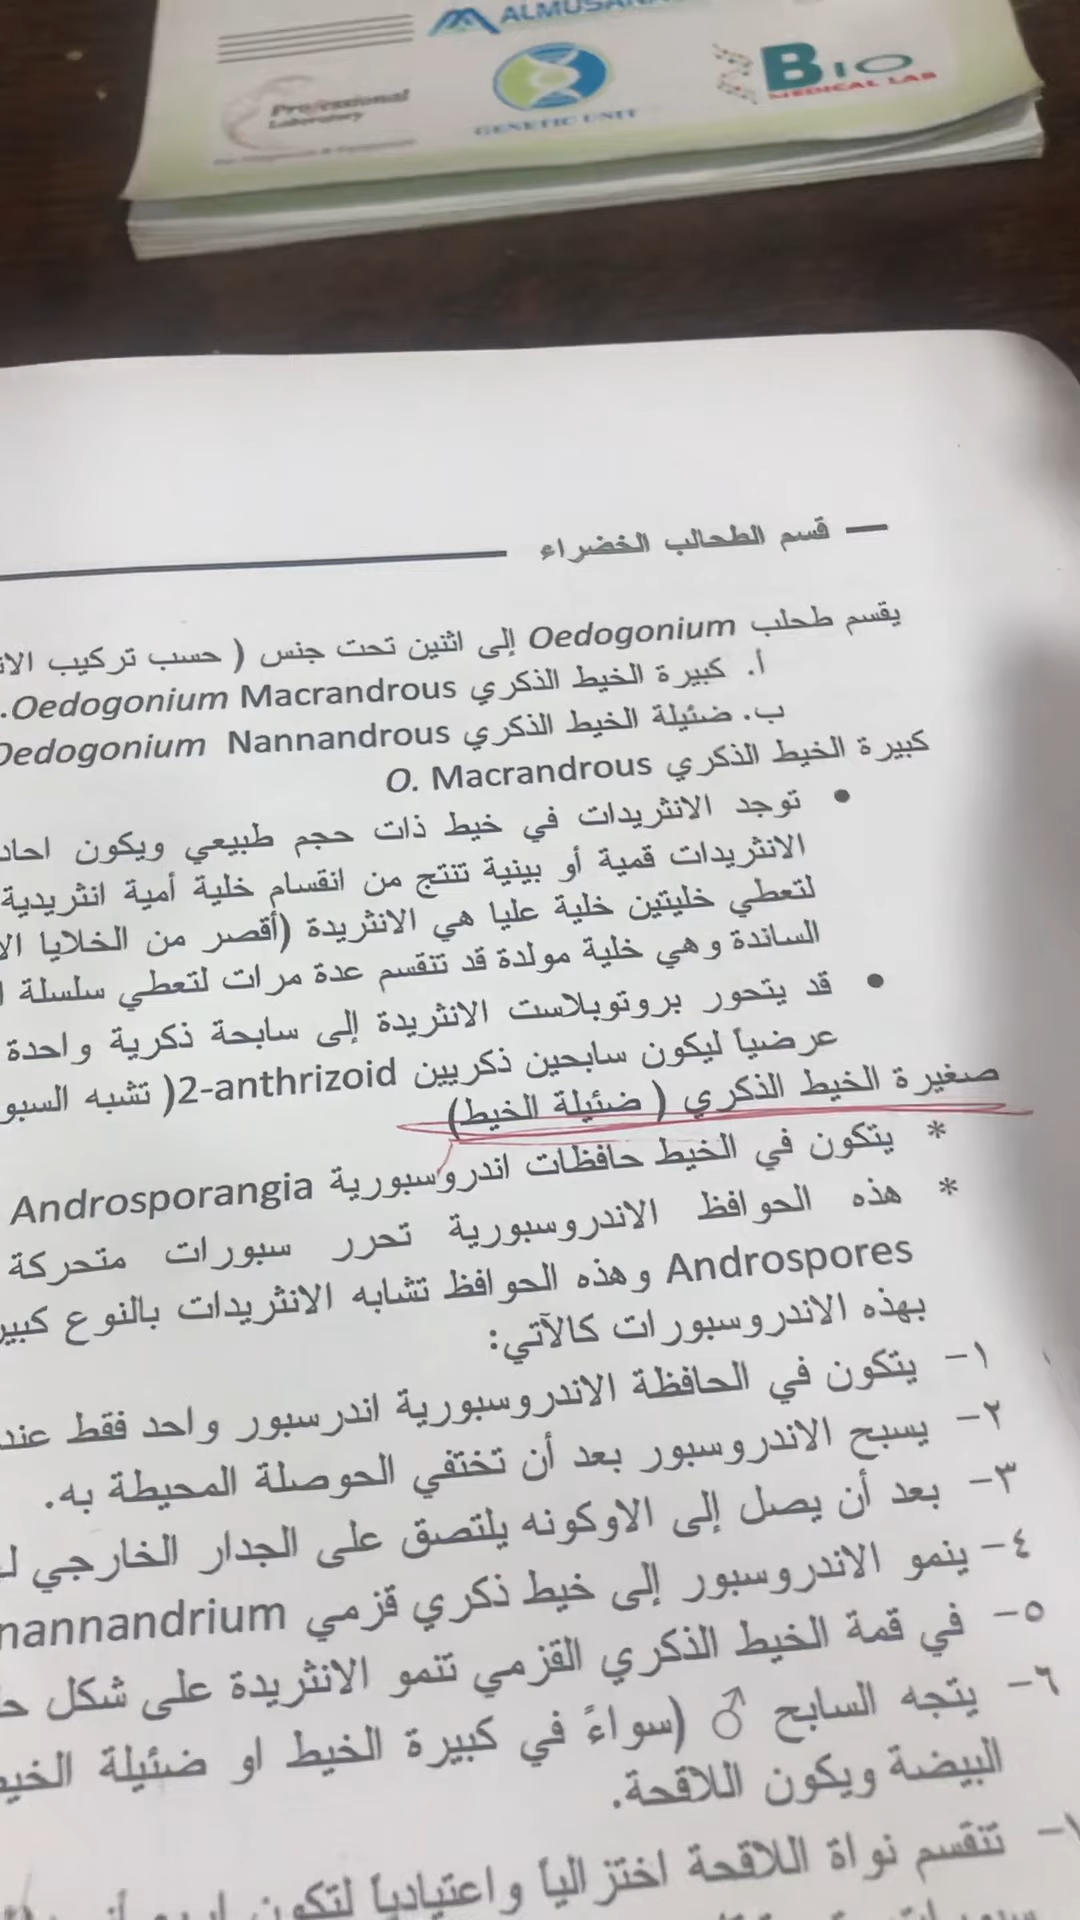 ALMUSANA
Professional
Laboratory
GENETIC UNIT
BIO
MEDICAL LAB
قسم الطحالب الخضراء
يقسم طحلب Oedogonium إلى اثنين تحت جنس ( حسب تركيب
أ. كبيرة الخيط الذكري Oedogonium Macrandrous.
ب. ضئيلة الخيط الذكري Oedogonium Nannandrous
كبيرة الخيط الذكري O. Macrandrous
• توجد الانثريدات في خيط ذات حجم طبيعي ويكون
الانثريدات قمية أو بينية تنتج من انقسام خلية أمية انثريدية
لتعطي خليتين خلية عليا هي الانثريدة (أقصر من الخلايا
الساندة وهي خلية مولدة قد تنقسم عدة مرات لتعطي سلسلة
• قد يتحور بروتوبلاست الانثريدة إلى سابحة ذكرية واحدة
عرضياً ليكون سابحين ذكريين 2-anthrizoid( تشبه
صغيرة الخيط الذكري ( ضئيلة الخيط)
* يتكون في الخيط حافظات اندروسبورية Androsporangia
* هذه الحوافظ الاندروسبورية تحرر سبورات متحركة
Androspores وهذه الحوافظ تشابه الانثريدات بالنوع
بهذه الاندروسبورات كالآتي:
١- يتكون في الحافظة الاندروسبورية اندرسبور واحد فقط
٢- يسبح الاندروسبور بعد أن تختفي الحوصلة المحيطة به.
٣- بعد أن يصل إلى الاوكونه يلتصق على الجدار الخارجي
٤- ينمو الاندروسبور إلى خيط ذكري قزمي nannandrium
٥- في قمة الخيط الذكري القزمي تنمو الانثريدة على شكل
٦- يتجه السابح ♂ (سواءً في كبيرة الخيط او ضئيلة
البيضة ويكون اللاقحة.
تنقسم نواة اللاقحة اختزالياً واعتيادياً لتكون